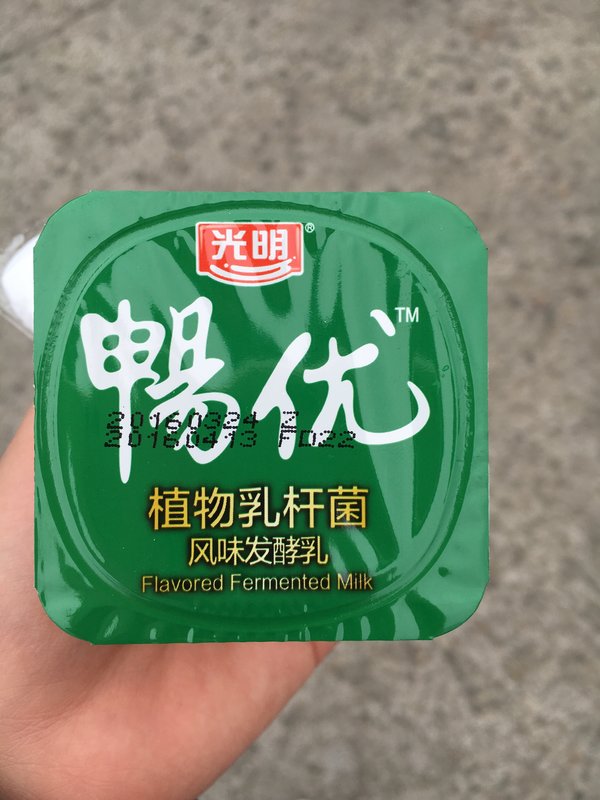 光明®
暢优™
20160324 Z
20160413 FD22
植物乳杆菌
风味发酵乳
Flavored Fermented Milk